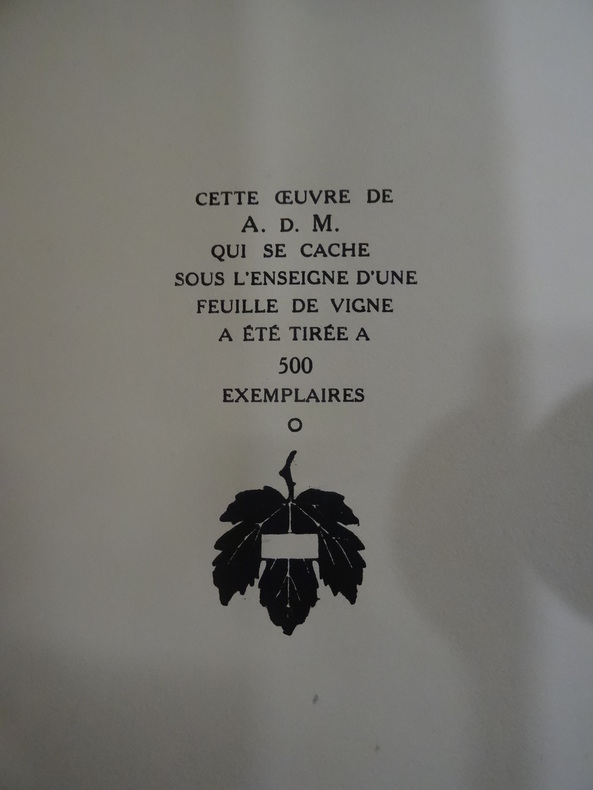 CETTE ŒUVRE DE
A. D. M.
QUI SE CACHE
SOUS L'ENSEIGNE D'UNE
FEUILLE DE VIGNE
A ÉTÉ TIRÉE A
500
EXEMPLAIRES